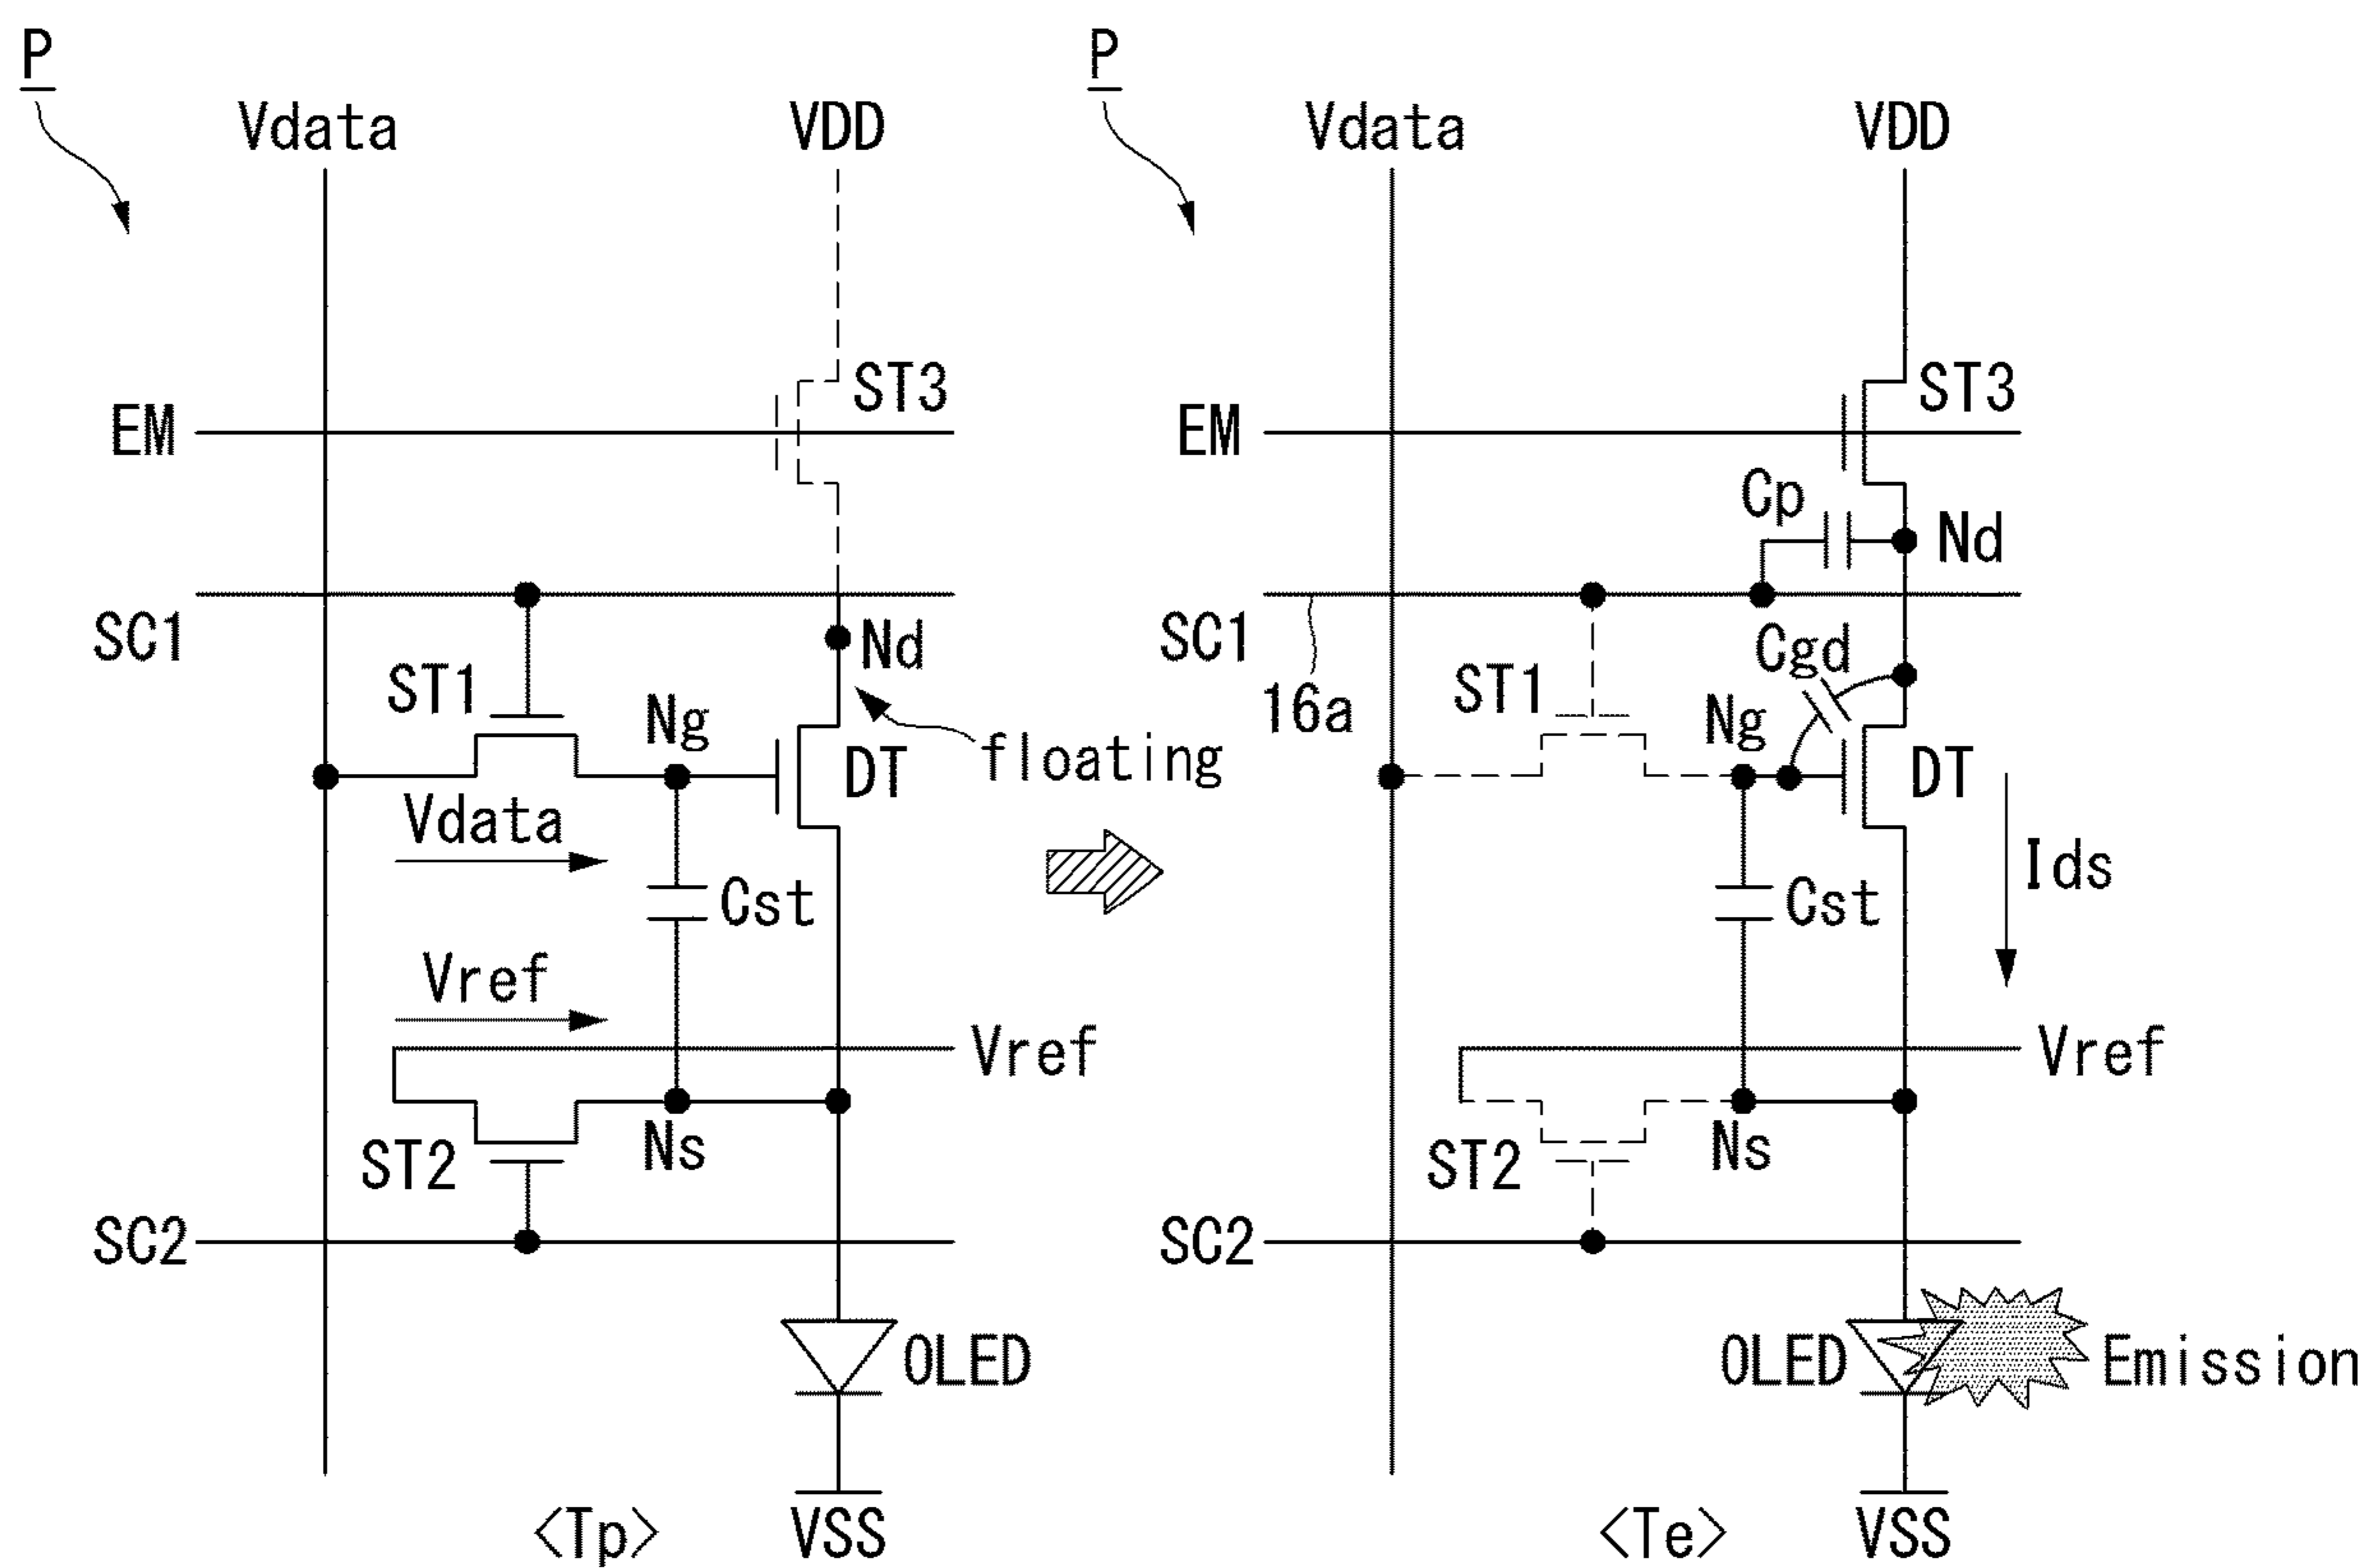 P
Vdata
VDD
EM
ST3
SC1
Nd
ST1
Ng
DT
floating
Vdata
Cst
Vref
Vref
Ns
ST2
SC2
OLED
<Tp>
VSS
P
Vdata
VDD
EM
ST3
Cp
Nd
SC1
16a
Cgd
ST1
Ng
DT
Ids
Cst
Vref
Ns
ST2
SC2
OLED
Emission
<Te>
VSS